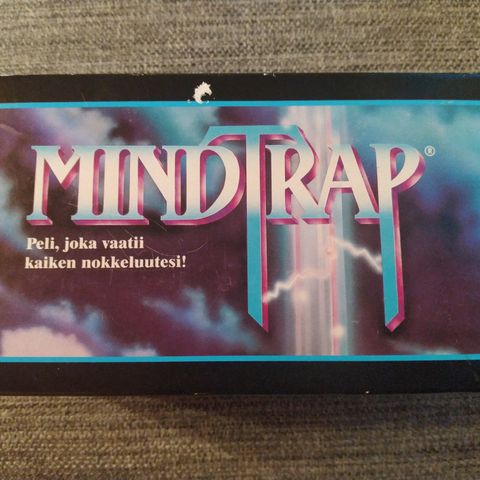 MINDTRAP®
Peli, joka vaatii
kaiken nokkeluutesi!